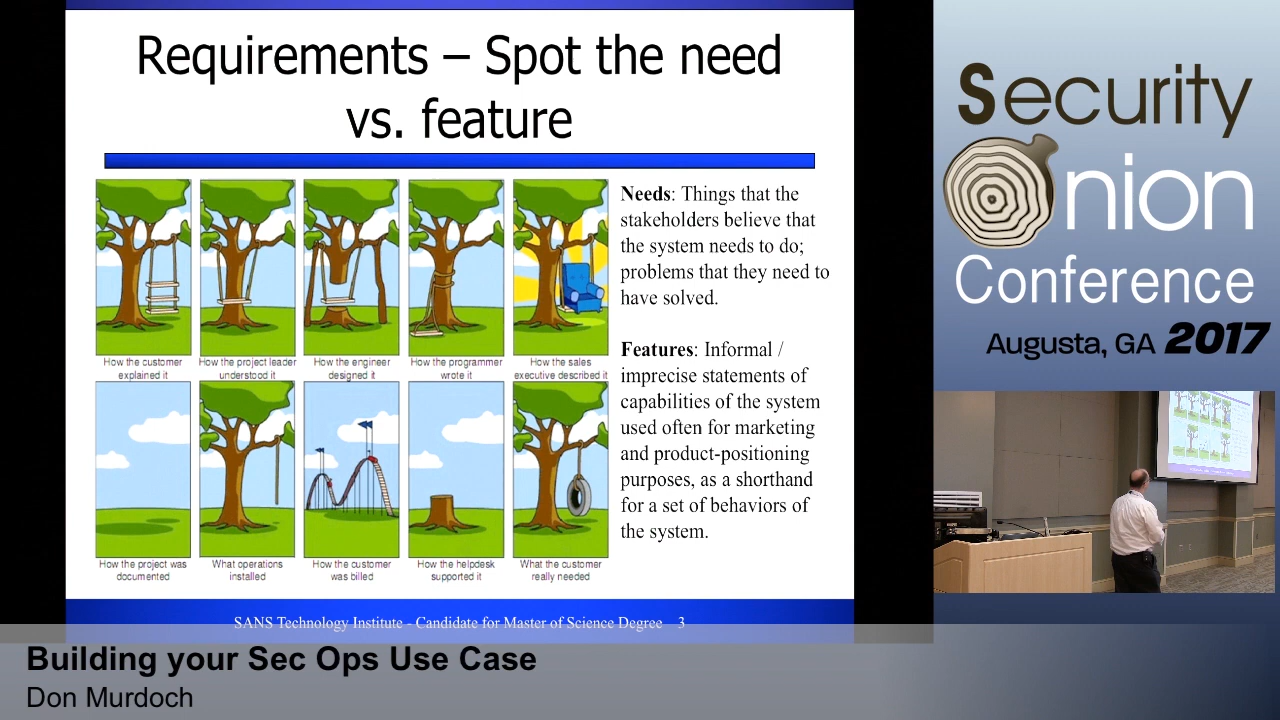 Requirements – Spot the need
vs. feature
How the customer
explained it
How the project leader
understood it
How the engineer
designed it
How the programmer
wrote it
How the sales
executive described it
How the project was
documented
What operations
installed
How the customer
was billed
How the helpdesk
supported it
What the customer
really needed
Needs: Things that the
stakeholders believe that
the system needs to do;
problems that they need to
have solved.
Features: Informal /
imprecise statements of
capabilities of the system
used often for marketing
and product-positioning
purposes, as a shorthand
for a set of behaviors of
the system.
SANS Technology Institute - Candidate for Master of Science Degree 3
Security
Onion
Conference
Augusta, GA 2017
Building your Sec Ops Use Case
Don Murdoch